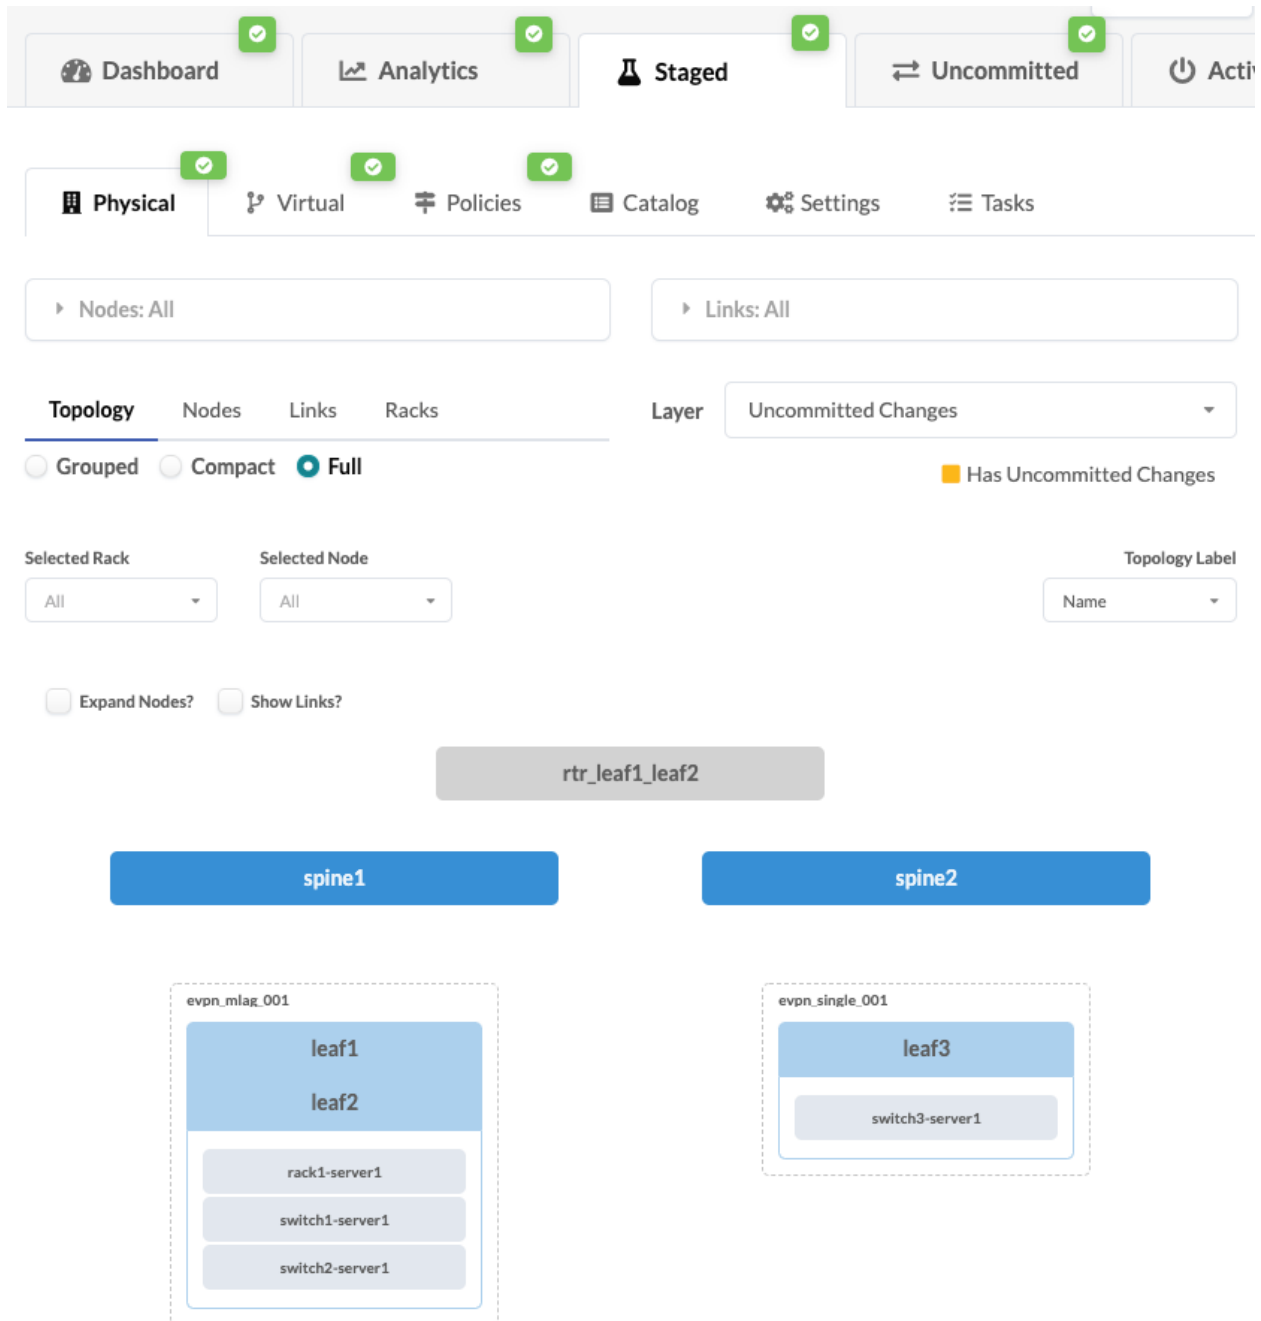 Dashboard
Analytics
Staged
Uncommitted
Acti
Physical
Virtual
Policies
Catalog
Settings
Tasks
Nodes: All
Links: All
Topology
Nodes
Links
Racks
Layer
Uncommitted Changes
Grouped
Compact
Full
Has Uncommitted Changes
Selected Rack
Selected Node
Topology Label
All
All
Name
Expand Nodes?
Show Links?
rtr_leaf1_leaf2
spine1
spine2
evpn_mlag_001
leaf1
leaf2
rack1-server1
switch1-server1
switch2-server1
evpn_single_001
leaf3
switch3-server1